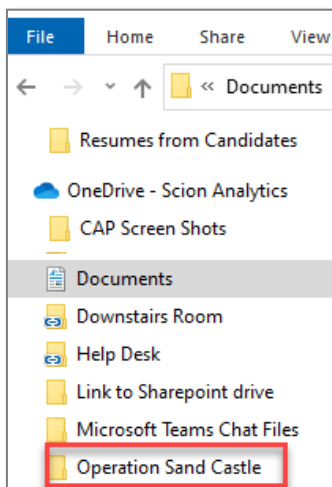 File Home Share View
« Documents
Resumes from Candidates
OneDrive - Scion Analytics
CAP Screen Shots
Documents
Downstairs Room
Help Desk
Link to Sharepoint drive
Microsoft Teams Chat Files
Operation Sand Castle